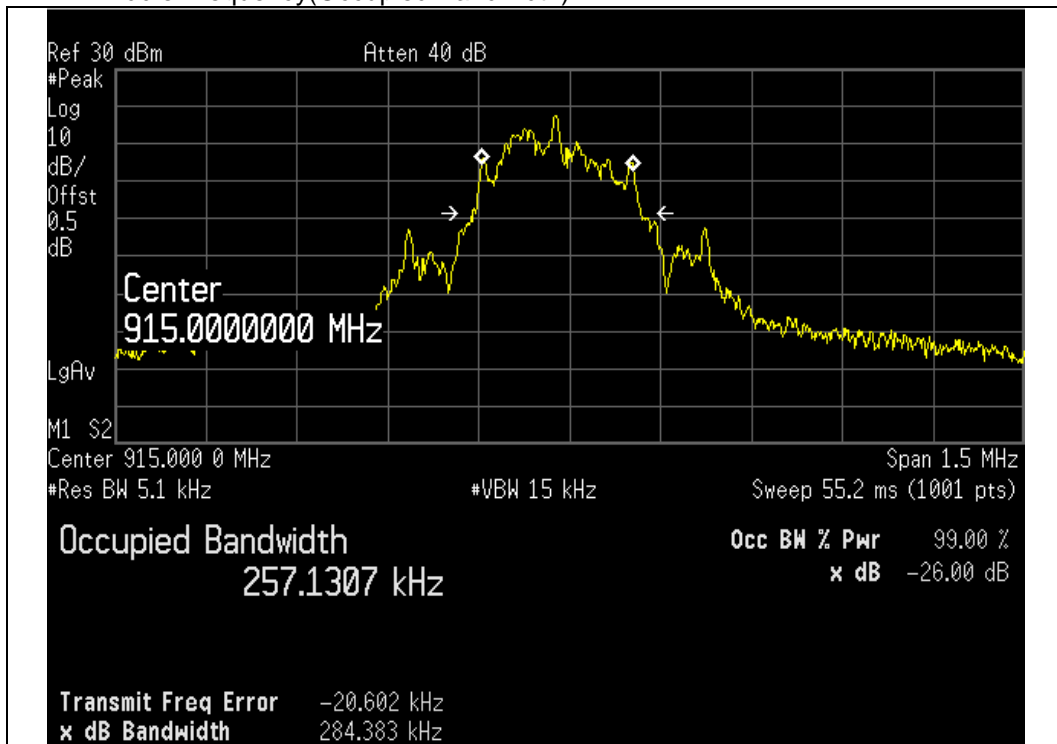 Ref 30 dBm Atten 40 dB
#Peak
Log
10
dB/
Offst
0.5
dB
Center
915.0000000 MHz
LgAv
M1 S2
Center 915.000 0 MHz Span 1.5 MHz
#Res BW 5.1 kHz #VBW 15 kHz Sweep 55.2 ms (1001 pts)
Occupied Bandwidth Occ BW % Pwr 99.00 %
257.1307 kHz x dB -26.00 dB
Transmit Freq Error -20.602 kHz
x dB Bandwidth 284.383 kHz